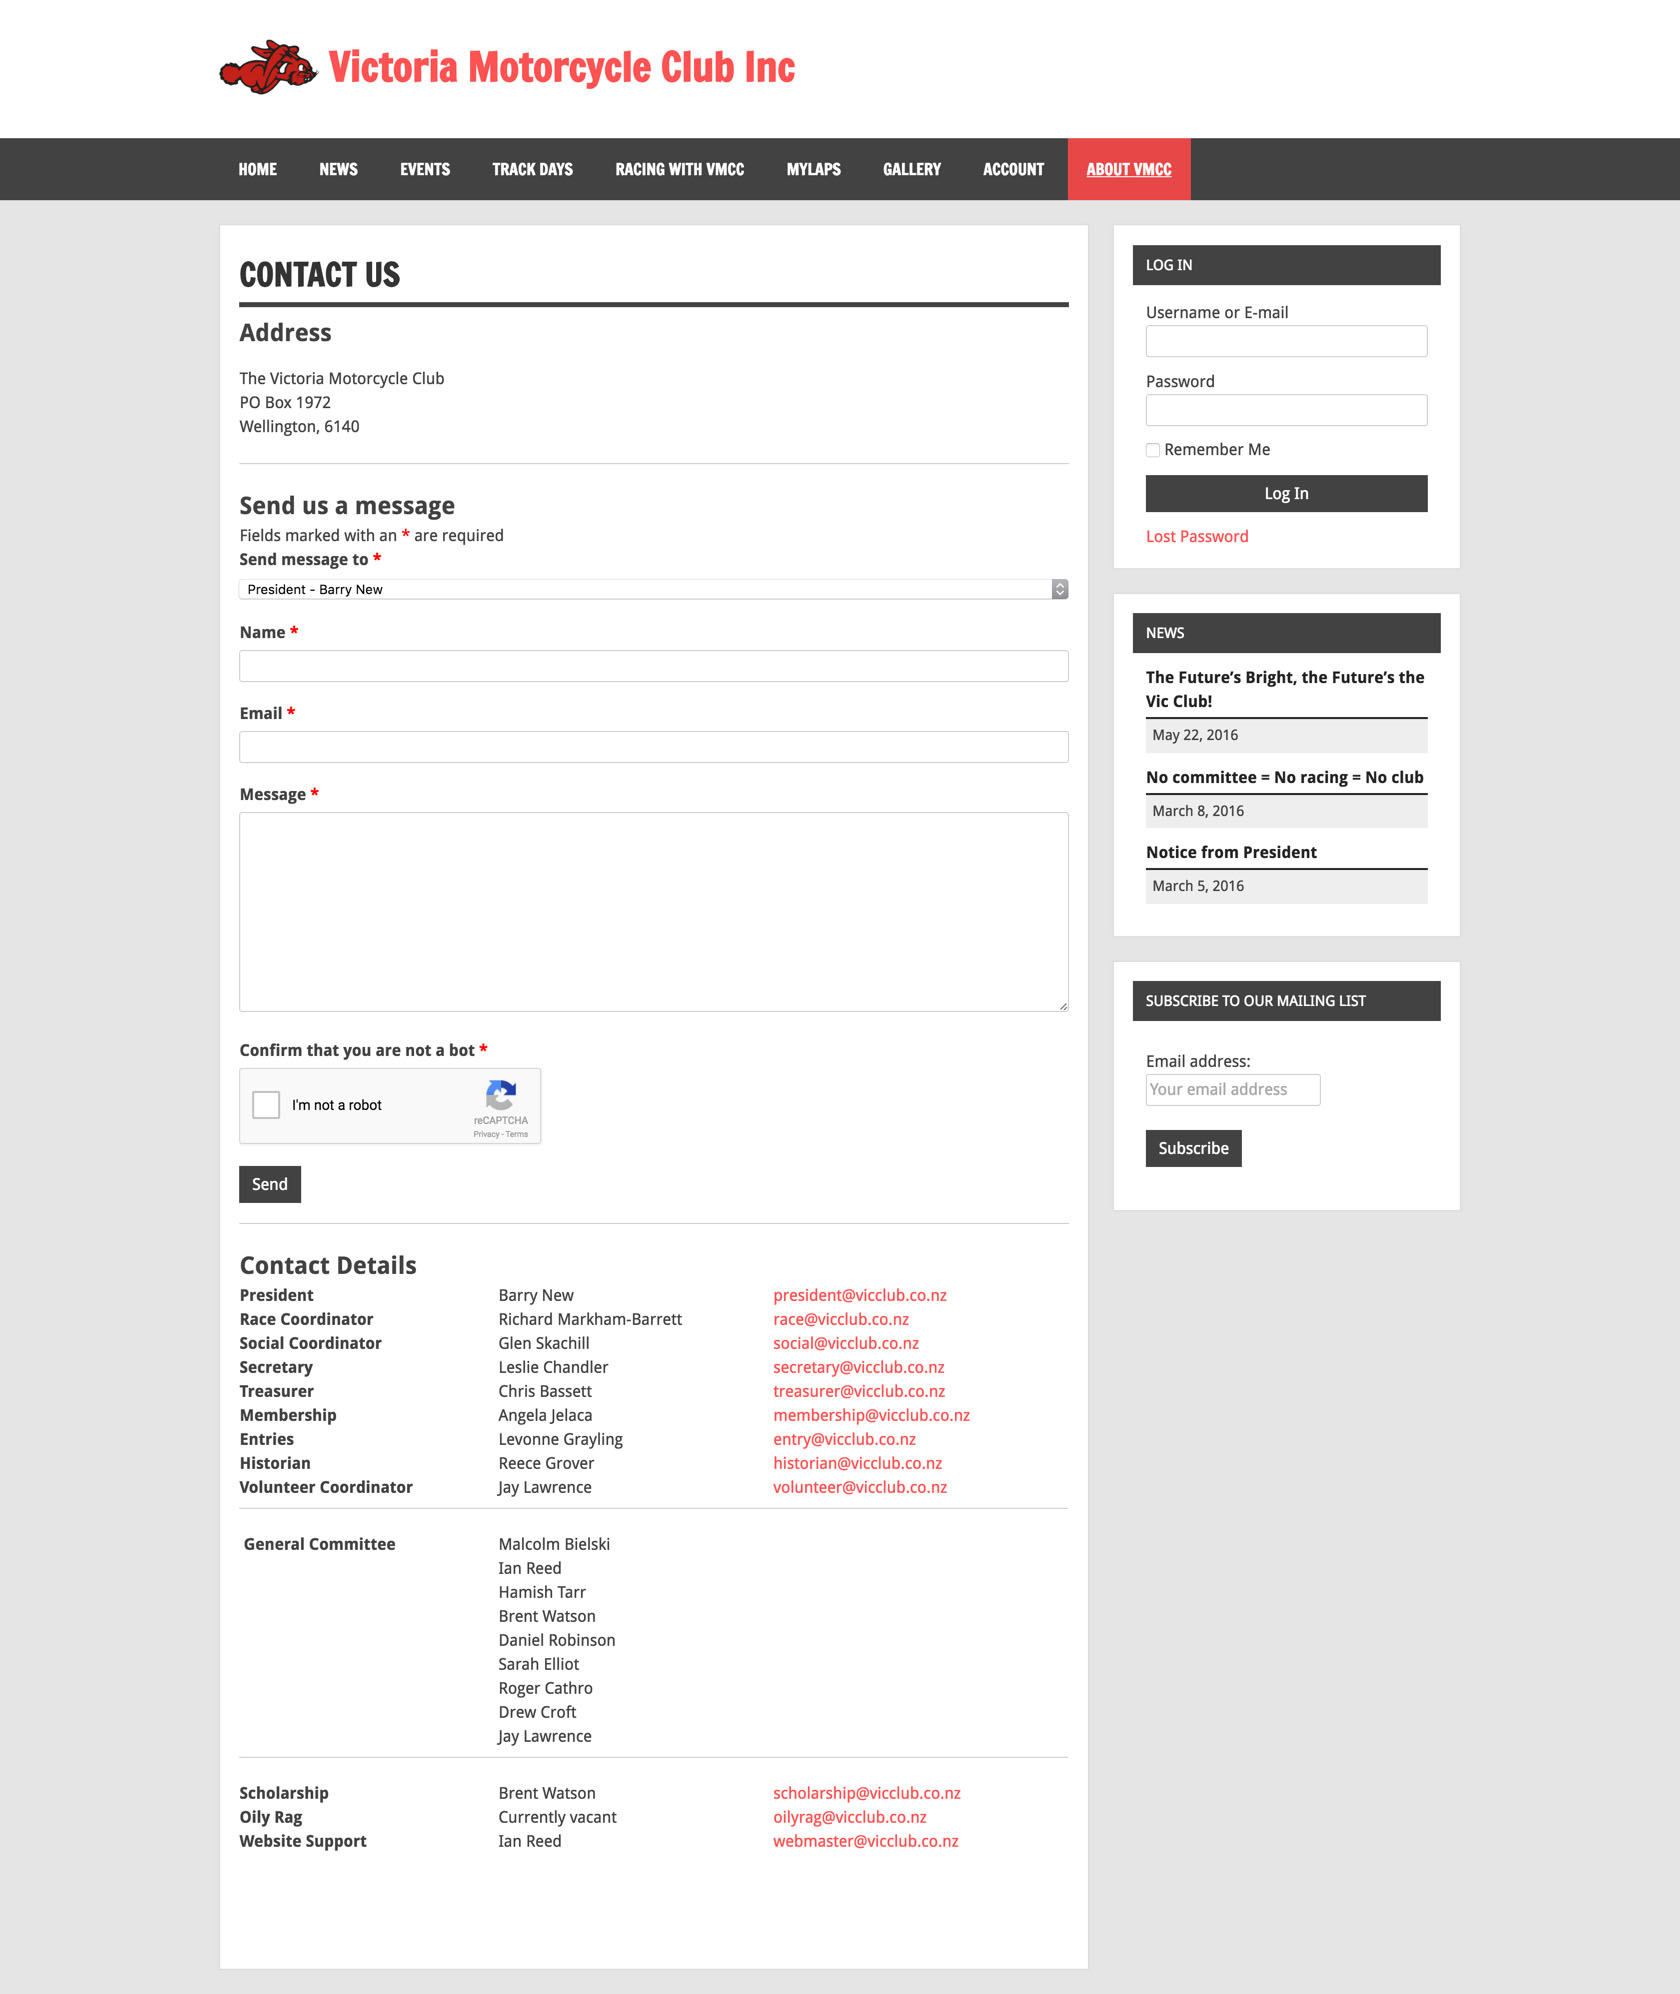 Victoria Motorcycle Club Inc
HOME NEWS EVENTS TRACK DAYS RACING WITH VMCC MYLAPS GALLERY ACCOUNT ABOUT VMCC
CONTACT US
Address
The Victoria Motorcycle Club
PO Box 1972
Wellington, 6140
Send us a message
Fields marked with an * are required
Send message to *
President - Barry New
Name *
Email *
Message *
Confirm that you are not a bot *
I'm not a robot
reCAPTCHA
Privacy - Terms
Send
Contact Details
President Barry New president@vicclub.co.nz
Race Coordinator Richard Markham-Barrett race@vicclub.co.nz
Social Coordinator Glen Skachill social@vicclub.co.nz
Secretary Leslie Chandler secretary@vicclub.co.nz
Treasurer Chris Bassett treasurer@vicclub.co.nz
Membership Angela Jelaca membership@vicclub.co.nz
Entries Levonne Grayling entry@vicclub.co.nz
Historian Reece Grover historian@vicclub.co.nz
Volunteer Coordinator Jay Lawrence volunteer@vicclub.co.nz
General Committee Malcolm Bielski
Ian Reed
Hamish Tarr
Brent Watson
Daniel Robinson
Sarah Elliot
Roger Cathro
Drew Croft
Jay Lawrence
Scholarship Brent Watson scholarship@vicclub.co.nz
Oily Rag Currently vacant oilyrag@vicclub.co.nz
Website Support Ian Reed webmaster@vicclub.co.nz
LOG IN
Username or E-mail
Password
Remember Me
Log In
Lost Password
NEWS
The Future's Bright, the Future's the
Vic Club!
May 22, 2016
No committee = No racing = No club
March 8, 2016
Notice from President
March 5, 2016
SUBSCRIBE TO OUR MAILING LIST
Email address:
Your email address
Subscribe